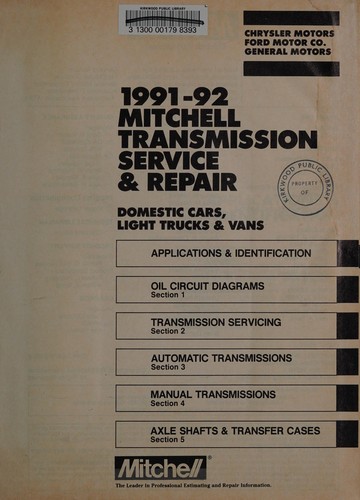 KIRKWOOD PUBLIC LIBRARY
3 1300 00179 8393
CHRYSLER MOTORS
FORD MOTOR CO.
GENERAL MOTORS
1991-92
MITCHELL
TRANSMISSION
SERVICE
& REPAIR
KIRKWOOD PUBLIC LIBRARY
PROPERTY
OF
DOMESTIC CARS,
LIGHT TRUCKS & VANS
APPLICATIONS & IDENTIFICATION
OIL CIRCUIT DIAGRAMS
Section 1
TRANSMISSION SERVICING
Section 2
AUTOMATIC TRANSMISSIONS
Section 3
MANUAL TRANSMISSIONS
Section 4
AXLE SHAFTS & TRANSFER CASES
Section 5
Mitchell®
The Leader in Professional Estimating and Repair Information.